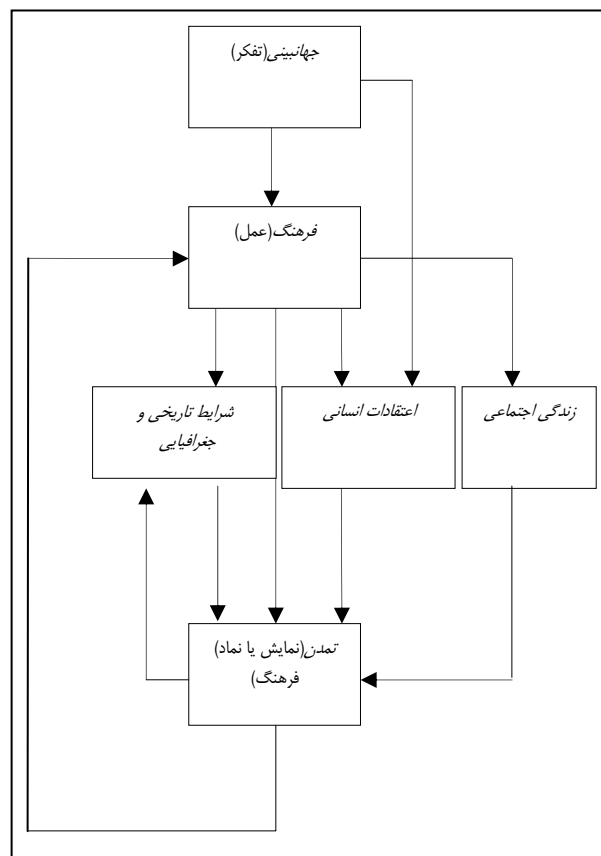 جهانبینی(تفکر)
فرهنگ(عمل)
زندگی اجتماعی
اعتقادات انسانی
شرایط تاریخی و
جغرافیایی
تمدن(نمایش یا نماد)
فرهنگ)